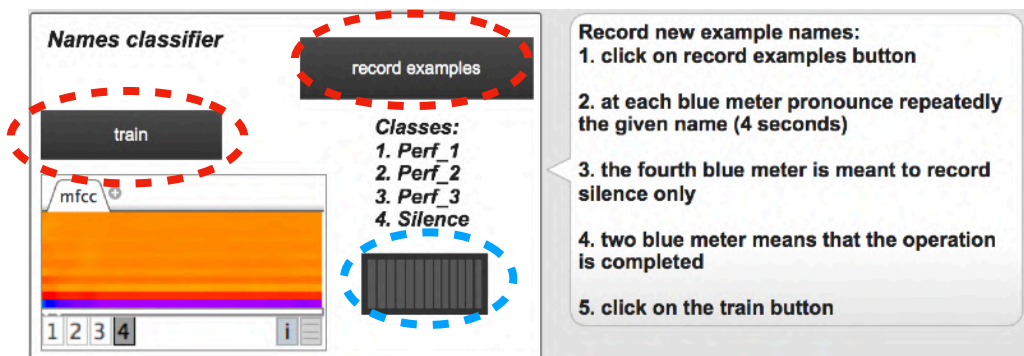 Names classifier
record examples
train
Classes:
1. Perf_1
2. Perf_2
3. Perf_3
4. Silence
mfcc
1 2 3 4
i
Record new example names:
1. click on record examples button
2. at each blue meter pronounce repeatedly
the given name (4 seconds)
3. the fourth blue meter is meant to record
silence only
4. two blue meter means that the operation
is completed
5. click on the train button